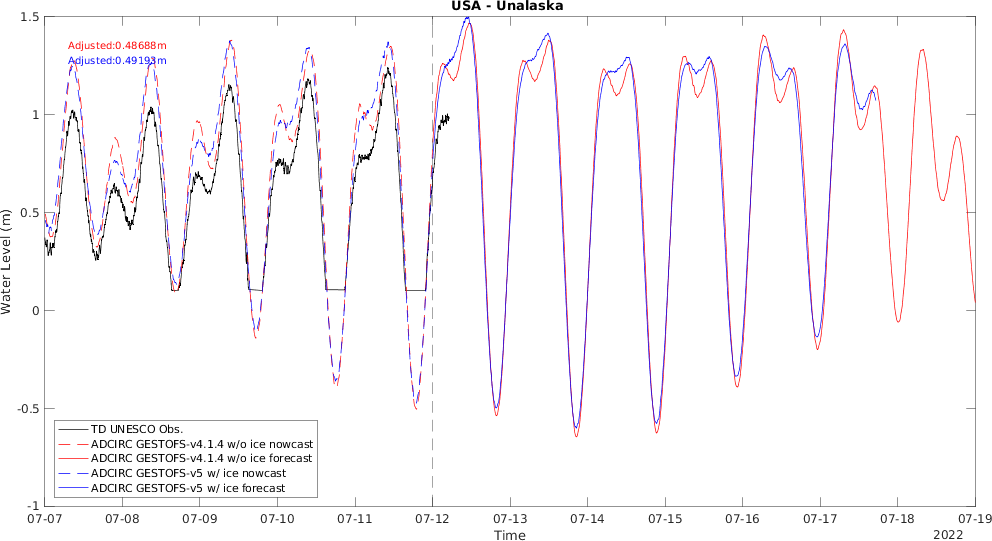 USA - Unalaska
1.5
Adjusted:0.48688m
Adjusted:0.49193m
1
0.5
Water Level (m)
0
-0.5
TD UNESCO Obs.
ADCIRC GESTOFS-v4.1.4 w/o ice nowcast
ADCIRC GESTOFS-v4.1.4 w/o ice forecast
ADCIRC GESTOFS-v5 w/ ice nowcast
ADCIRC GESTOFS-v5 w/ ice forecast
-1
07-07 07-08 07-09 07-10 07-11 07-12 07-13 07-14 07-15 07-16 07-17 07-18 07-19
Time
2022